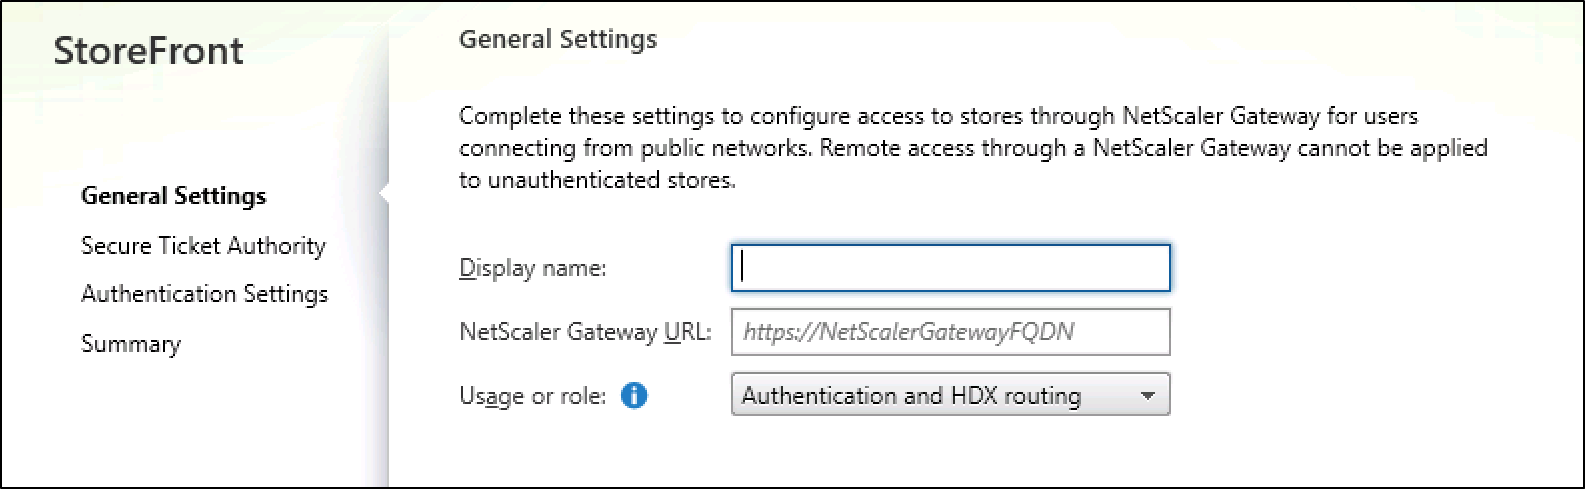 StoreFront
General Settings
Secure Ticket Authority
Authentication Settings
Summary
General Settings
Complete these settings to configure access to stores through NetScaler Gateway for users
connecting from public networks. Remote access through a NetScaler Gateway cannot be applied
to unauthenticated stores.
Display name:
NetScaler Gateway URL: https://NetScalerGatewayFQDN
Usage or role: i Authentication and HDX routing